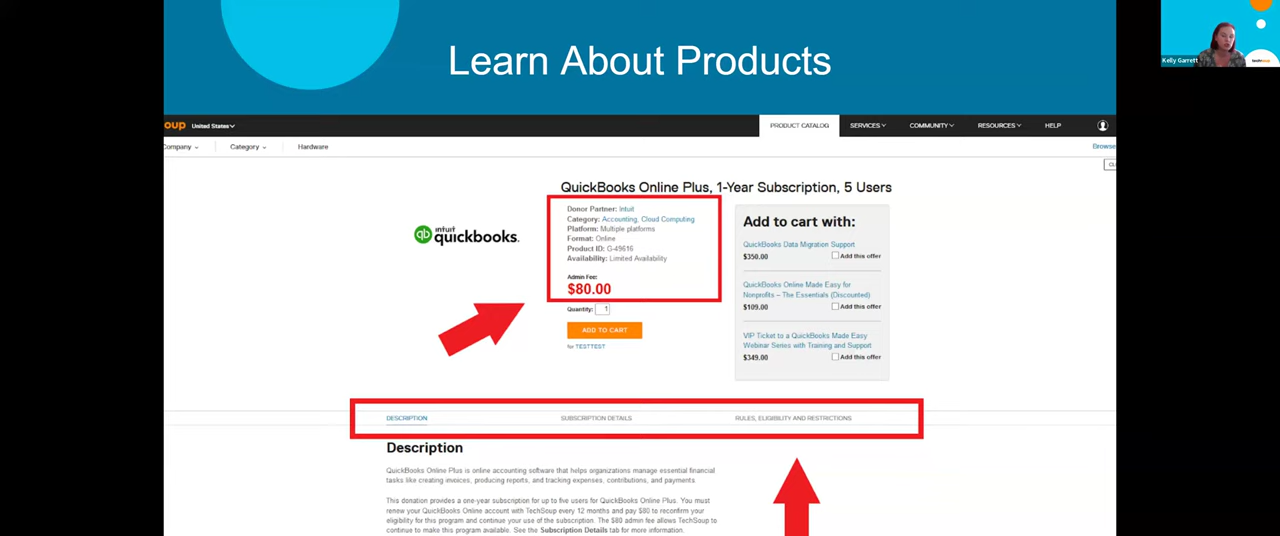 Learn About Products
Kelly Garrett
techsoup
oup United States
PRODUCT CATALOG SERVICES COMMUNITY RESOURCES HELP
ompany Category Hardware
Browse
QuickBooks Online Plus, 1-Year Subscription, 5 Users
intuit
qb quickbooks.
Donor Partner: Intuit
Category: Accounting, Cloud Computing
Platform: Multiple platforms
Format: Online
Product ID: G-49616
Availability: Limited Availability
Admin Fee:
$80.00
Quantity: 1
ADD TO CART
for TESTTEST
Add to cart with:
QuickBooks Data Migration Support
$350.00 Add this offer
QuickBooks Online Made Easy for
Nonprofits – The Essentials (Discounted)
$109.00 Add this offer
VIP Ticket to a QuickBooks Made Easy
Webinar Series with Training and Support
$349.00 Add this offer
DESCRIPTION SUBSCRIPTION DETAILS RULES, ELIGIBILITY AND RESTRICTIONS
Description
QuickBooks Online Plus is online accounting software that helps organizations manage essential financial
tasks like creating invoices, producing reports, and tracking expenses, contributions, and payments.
This donation provides a one-year subscription for up to five users for QuickBooks Online Plus. You must
renew your QuickBooks Online account with TechSoup every 12 months and pay $80 to reconfirm your
eligibility for this program and continue your use of the subscription. The $80 admin fee allows TechSoup to
continue to make this program available. See the Subscription Details tab for more information.